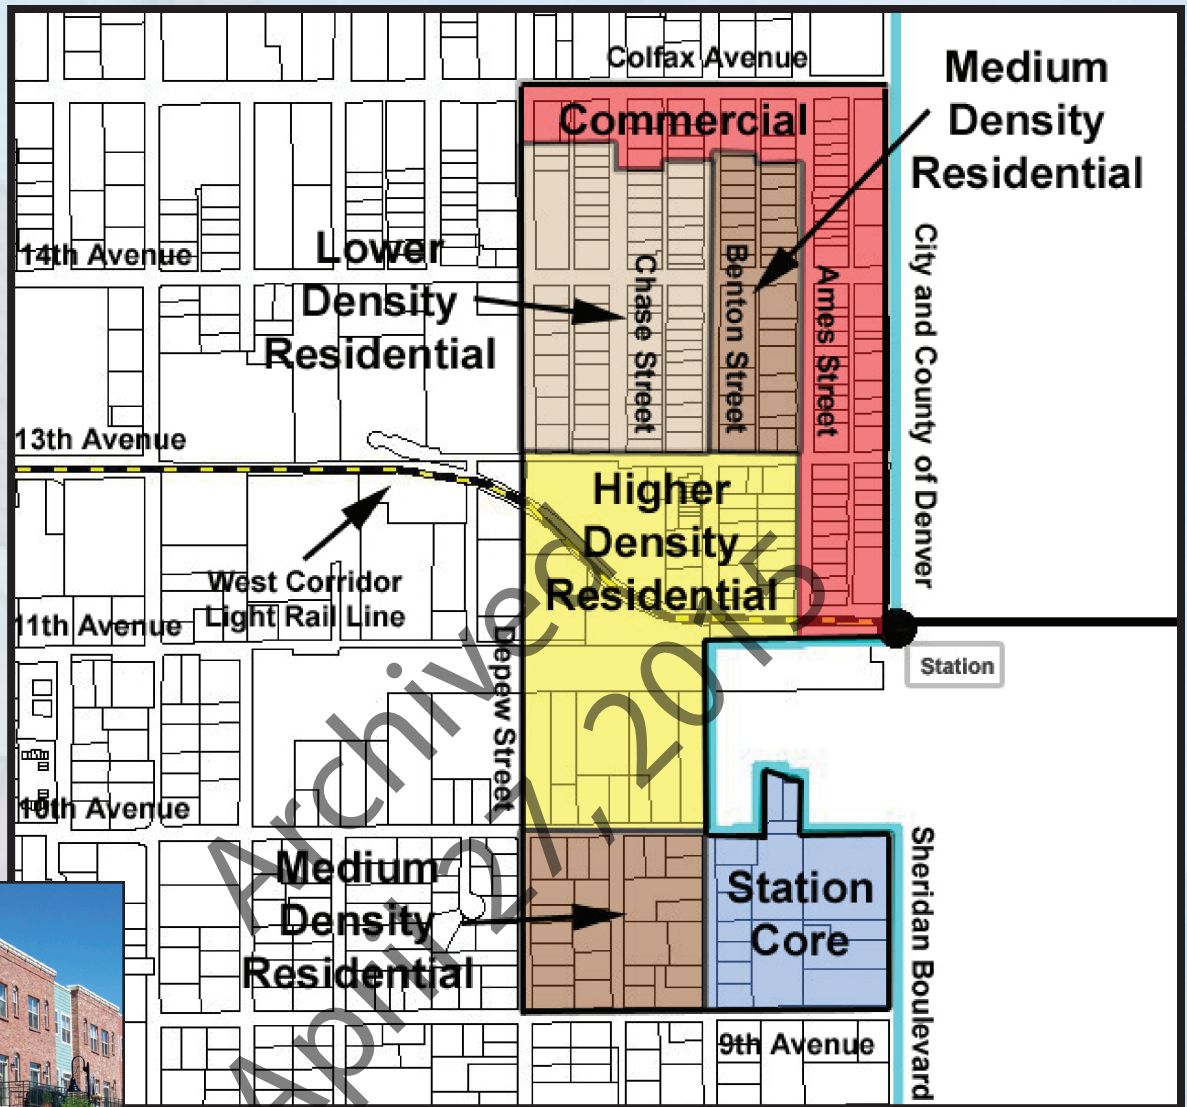 Colfax Avenue
Medium
Density
Residential
Commercial
14th Avenue
Lower
Density
Residential
Chase Street
Benton Street
Ames Street
City and County of Denver
13th Avenue
Higher
Density
Residential
West Corridor
Light Rail Line
11th Avenue
Station
Depew Street
10th Avenue
Medium
Density
Residential
Station
Core
Sheridan Boulevard
9th Avenue
Archived
April 27, 2015